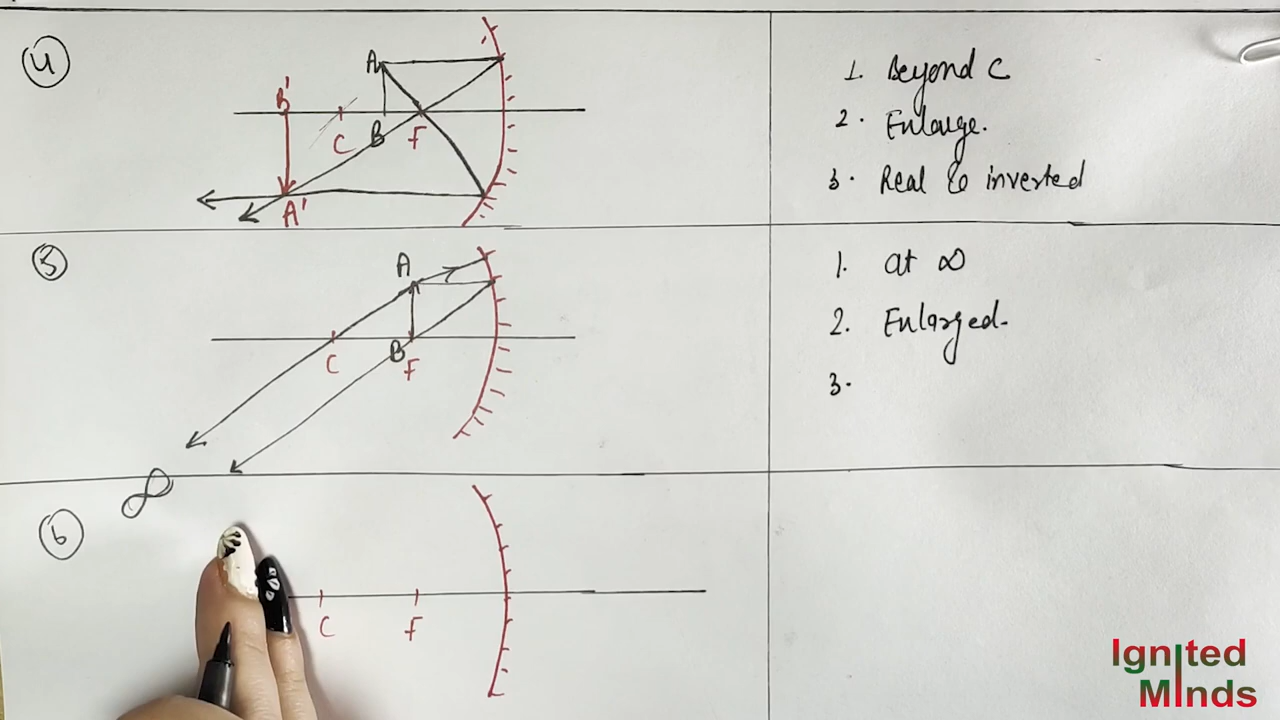 4
A
B'
C
B
F
A'
1. Beyond C
2. Enlarge.
3. Real & inverted
5
A
C
B
F
∞
1. at ∞
2. Enlarged.
3.
6
C
F
Ignited
Minds